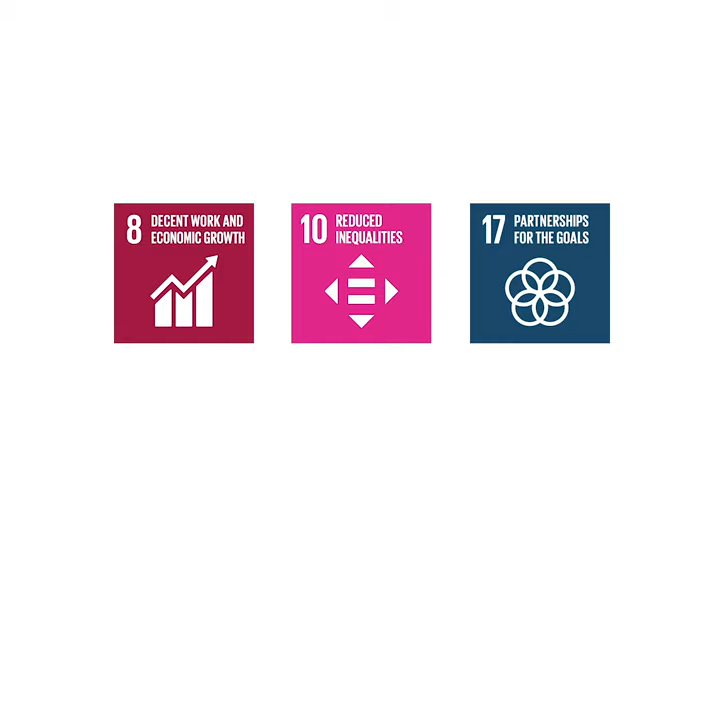 8 DECENT WORK AND
ECONOMIC GROWTH
10 REDUCED
INEQUALITIES
17 PARTNERSHIPS
FOR THE GOALS